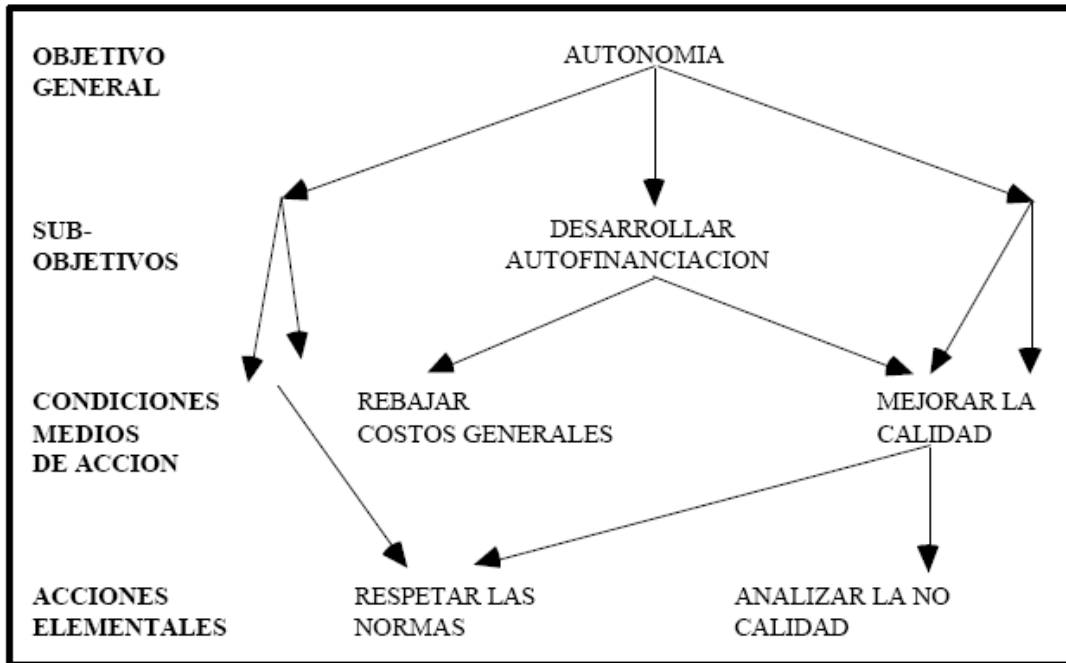 OBJETIVO
GENERAL
AUTONOMIA
SUB-
OBJETIVOS
DESARROLLAR
AUTOFINANCIACION
CONDICIONES
MEDIOS
DE ACCION
REBAJAR
COSTOS GENERALES
MEJORAR LA
CALIDAD
ACCIONES
ELEMENTALES
RESPETAR LAS
NORMAS
ANALIZAR LA NO
CALIDAD